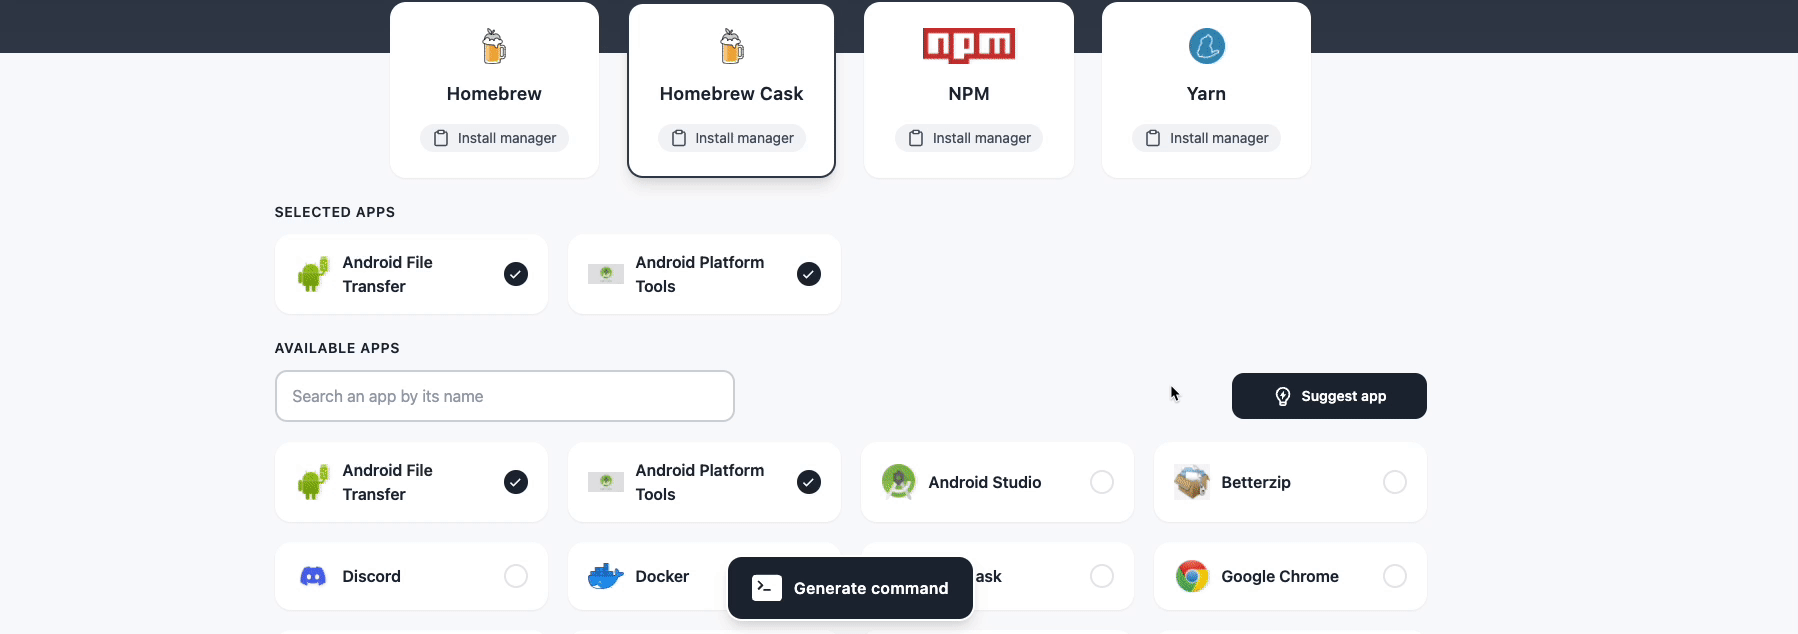 Homebrew
Install manager
Homebrew Cask
Install manager
npm
NPM
Install manager
Yarn
Install manager
SELECTED APPS
Android File
Transfer
Android Platform
Tools
AVAILABLE APPS
Search an app by its name
Suggest app
Android File
Transfer
Android Platform
Tools
Android Studio
Betterzip
Discord
Docker
ask
Google Chrome
Generate command